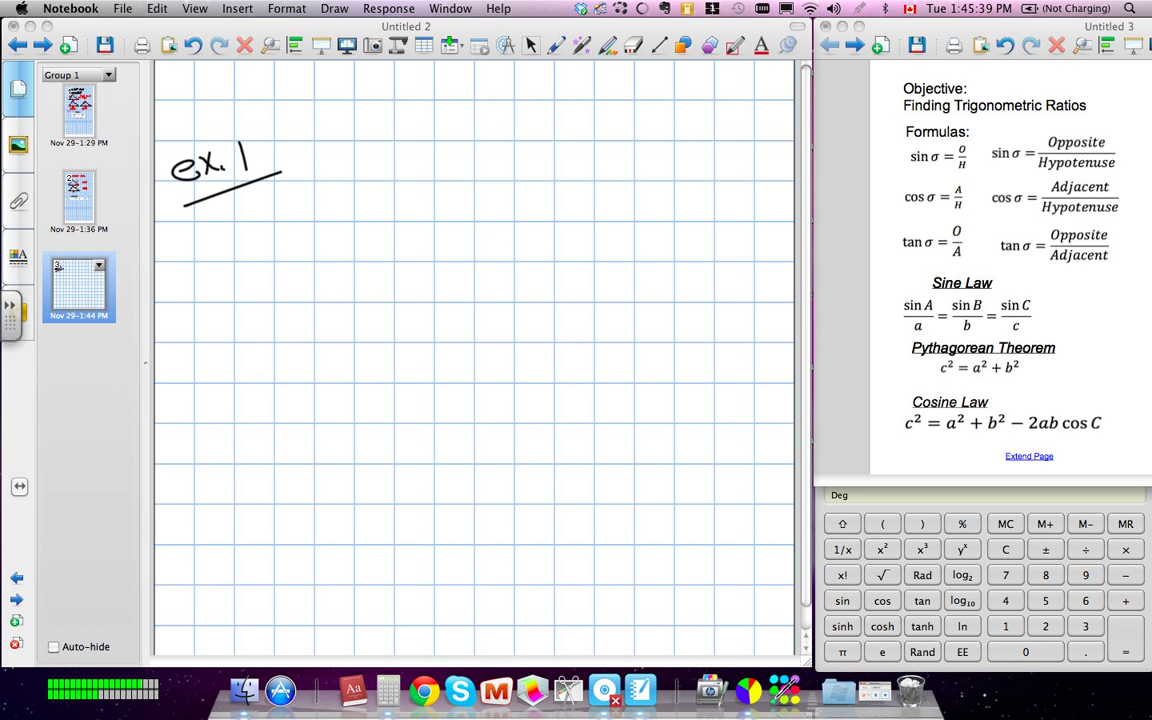 Notebook File Edit View Insert Format Draw Response Window Help
1 Tue 1:45:39 PM (Not Charging)
Untitled 2
Untitled 3
Group 1
Nov 29-1:29 PM
Nov 29-1:36 PM
Nov 29-1:44 PM
Auto-hide
ex. 1
Objective:
Finding Trigonometric Ratios
Formulas:
sin σ = O/H sin σ = Opposite/Hypotenuse
cos σ = A/H cos σ = Adjacent/Hypotenuse
tan σ = O/A tan σ = Opposite/Adjacent
Sine Law
sin A/a = sin B/b = sin C/c
Pythagorean Theorem
c² = a² + b²
Cosine Law
c² = a² + b² − 2ab cos C
Extend Page
Deg
⇧ ( ) % MC M+ M− MR
1/x x² x³ yˣ C ± ÷ ×
x! √ Rad log₂ 7 8 9 −
sin cos tan log₁₀ 4 5 6 +
sinh cosh tanh ln 1 2 3
π e Rand EE 0 . =
Aa